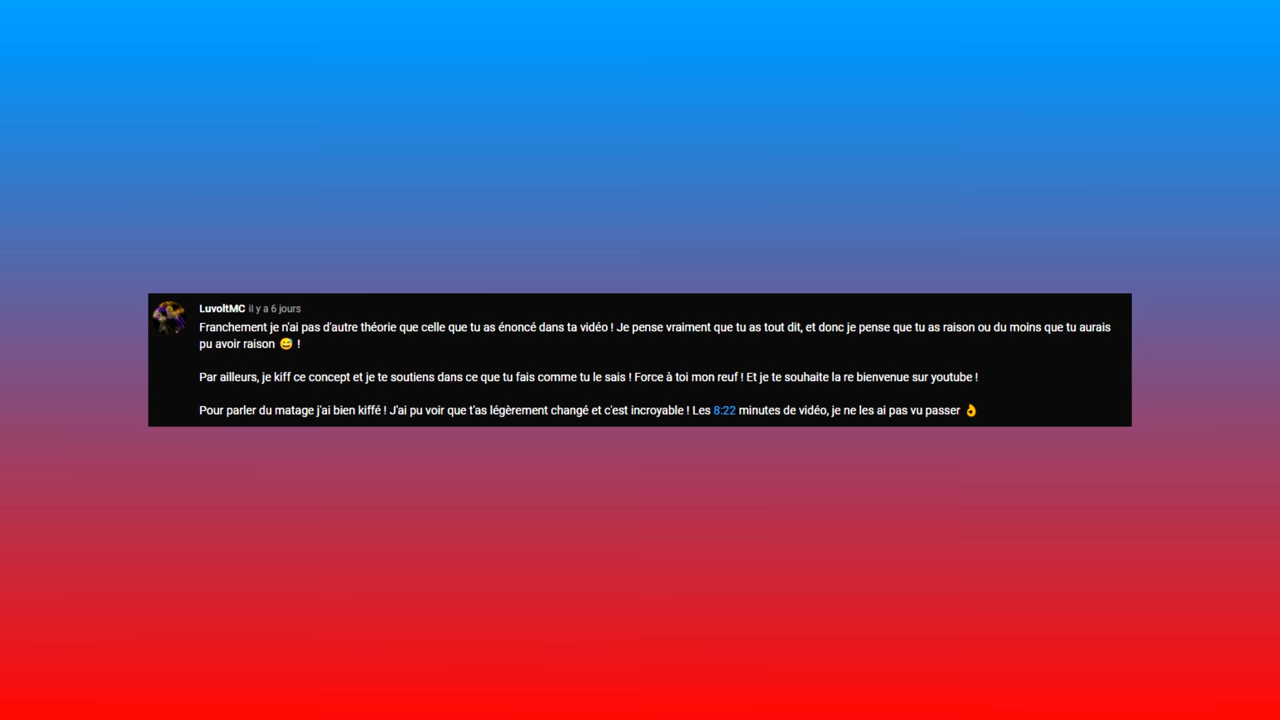 LuvoltMC il y a 6 jours
Franchement je n'ai pas d'autre théorie que celle que tu as énoncé dans ta vidéo ! Je pense vraiment que tu as tout dit, et donc je pense que tu as raison ou du moins que tu aurais
pu avoir raison 😅 !
Par ailleurs, je kiff ce concept et je te soutiens dans ce que tu fais comme tu le sais ! Force à toi mon reuf ! Et je te souhaite la re bienvenue sur youtube !
Pour parler du matage j'ai bien kiffé ! J'ai pu voir que t'as légèrement changé et c'est incroyable ! Les 8:22 minutes de vidéo, je ne les ai pas vu passer 👌